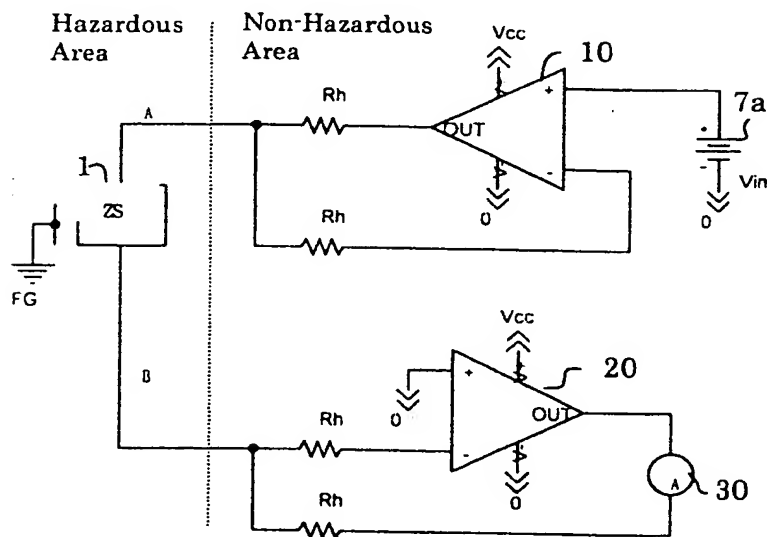 Hazardous Area
Non-Hazardous Area
Vcc
10
Rh
+
OUT
-
0
7a
+
-
Vin
0
A
1
ZS
FG
Rh
B
Vcc
20
+
0
OUT
-
0
Rh
A
30
Rh